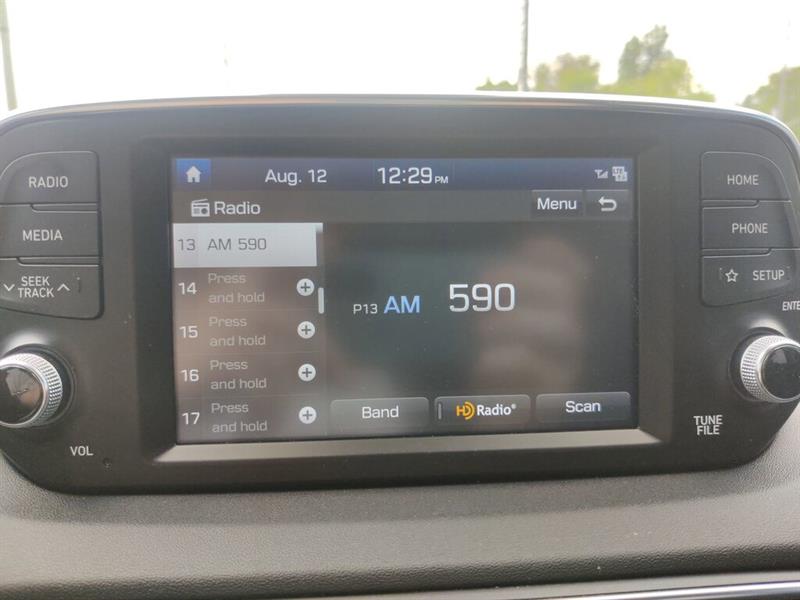 RADIO
MEDIA
SEEK
TRACK
VOL
Aug. 12
12:29PM
LTE
Radio
Menu
13 AM 590
14 Press
and hold
15 Press
and hold
16 Press
and hold
17 Press
and hold
P13 AM 590
Band
HD Radio®
Scan
HOME
PHONE
SETUP
ENTE
TUNE
FILE